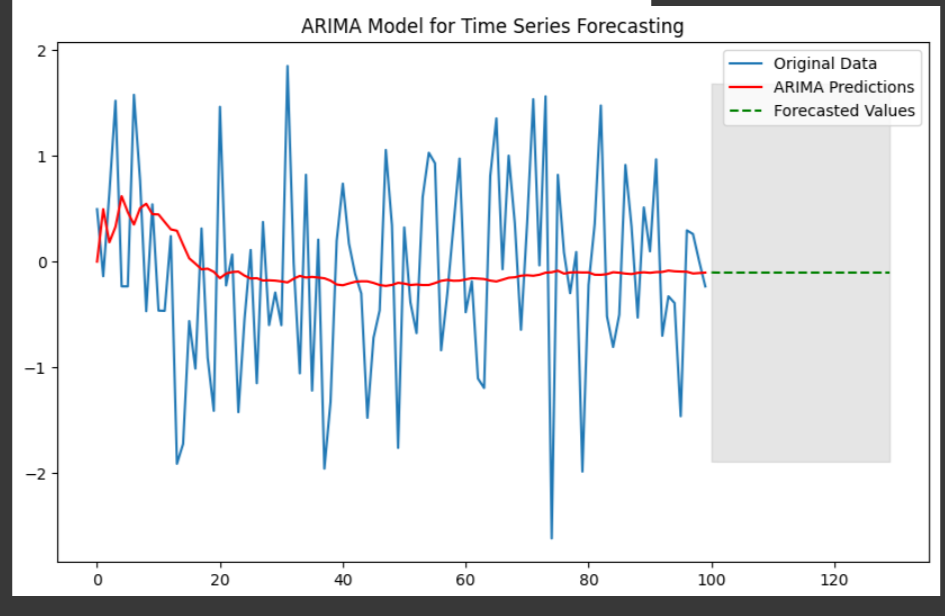 ARIMA Model for Time Series Forecasting
Original Data
ARIMA Predictions
Forecasted Values
2
1
0
−1
−2
0 20 40 60 80 100 120